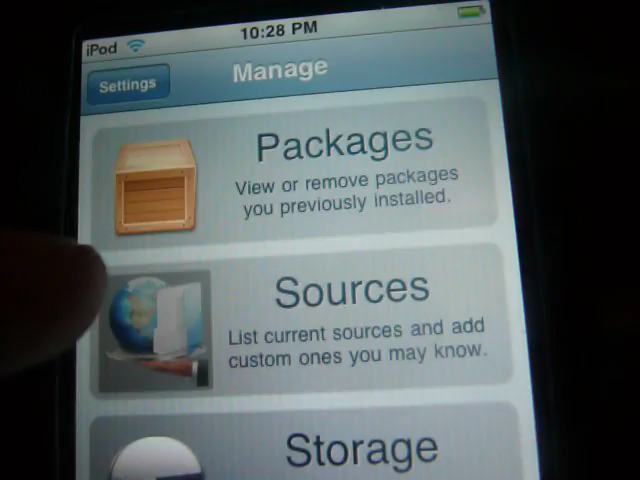 iPod 10:28 PM
Settings Manage
Packages
View or remove packages
you previously installed.
Sources
List current sources and add
custom ones you may know.
Storage